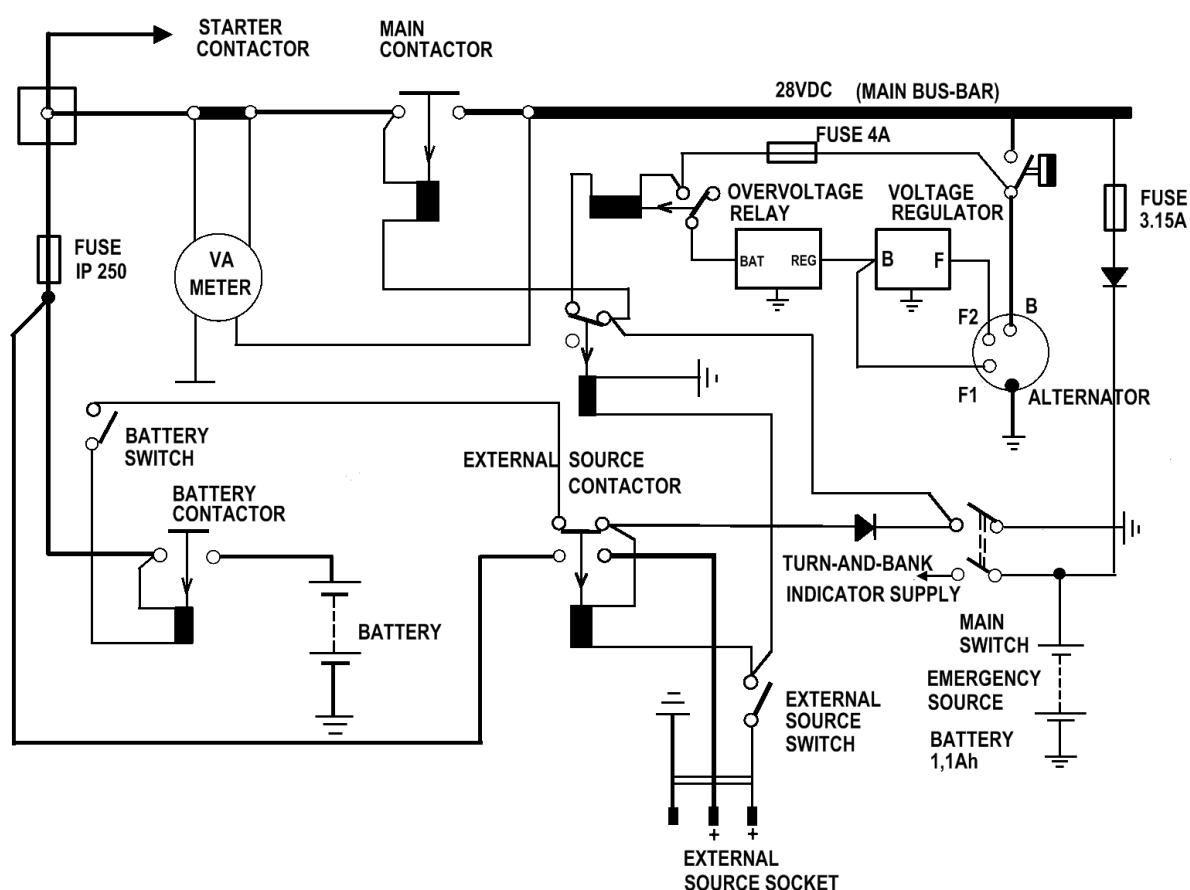 STARTER
CONTACTOR
MAIN
CONTACTOR
28VDC (MAIN BUS-BAR)
FUSE 4A
OVERVOLTAGE
RELAY
VOLTAGE
REGULATOR
FUSE
3.15A
FUSE
IP 250
VA
METER
BAT REG
B F
F2
B
F1
ALTERNATOR
BATTERY
SWITCH
EXTERNAL SOURCE
CONTACTOR
BATTERY
CONTACTOR
TURN-AND-BANK
INDICATOR SUPPLY
BATTERY
MAIN
SWITCH
EMERGENCY
SOURCE
EXTERNAL
SOURCE
SWITCH
BATTERY
1,1Ah
+ +
EXTERNAL
SOURCE SOCKET